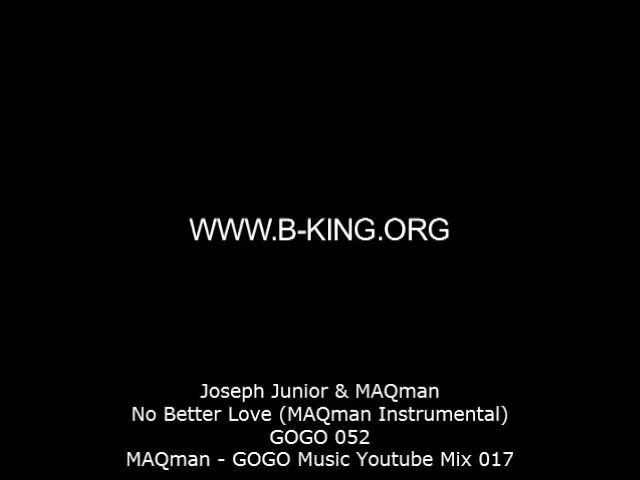 WWW.B-KING.ORG
Joseph Junior & MAQman
No Better Love (MAQman Instrumental)
GOGO 052
MAQman - GOGO Music Youtube Mix 017